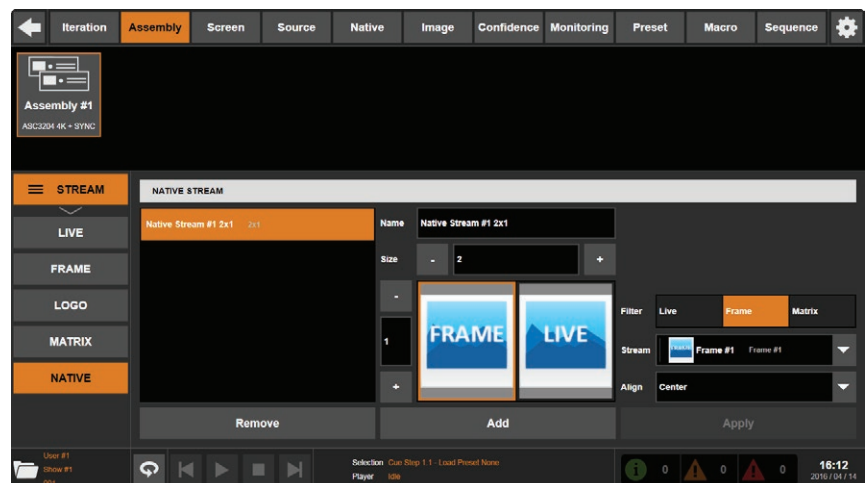 Iteration Assembly Screen Source Native Image Confidence Monitoring Preset Macro Sequence
Assembly #1
ASC3204 4K + SYNC
STREAM
NATIVE STREAM
LIVE
FRAME
LOGO
MATRIX
NATIVE
Native Stream #1 2x1 2x1
Name Native Stream #1 2x1
Size - 2 +
-
1
+
FRAME LIVE
Filter Live Frame Matrix
Stream Frame #1 Frame #1
Align Center
Remove Add Apply
User #1
Show #1
Selection Cue Step 1.1 - Load Preset None
Player Idle
0 0 0
16:12
2016 / 04 / 14